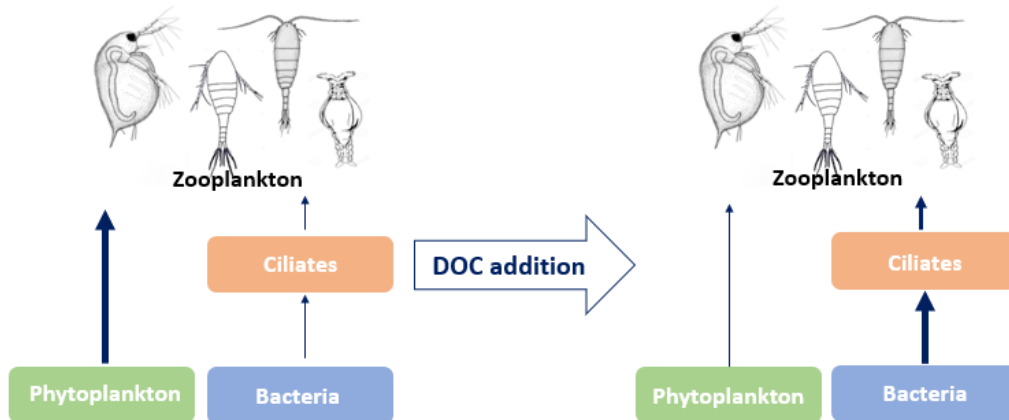 Zooplankton
Ciliates
Phytoplankton
Bacteria
DOC addition
Zooplankton
Ciliates
Phytoplankton
Bacteria